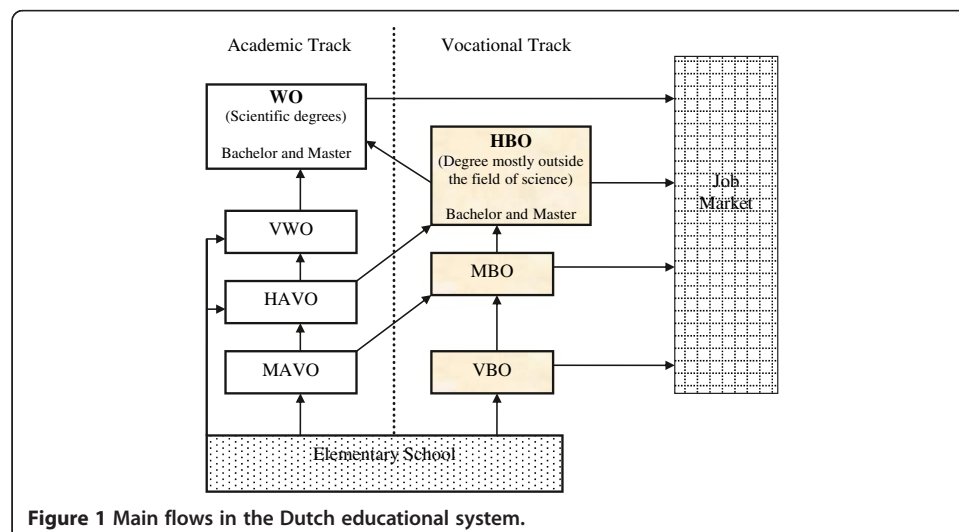 Academic Track
Vocational Track
WO
(Scientific degrees)
Bachelor and Master
HBO
(Degree mostly outside
the field of science)
Bachelor and Master
Job
Market
VWO
MBO
HAVO
MAVO
VBO
Elementary School
Figure 1 Main flows in the Dutch educational system.